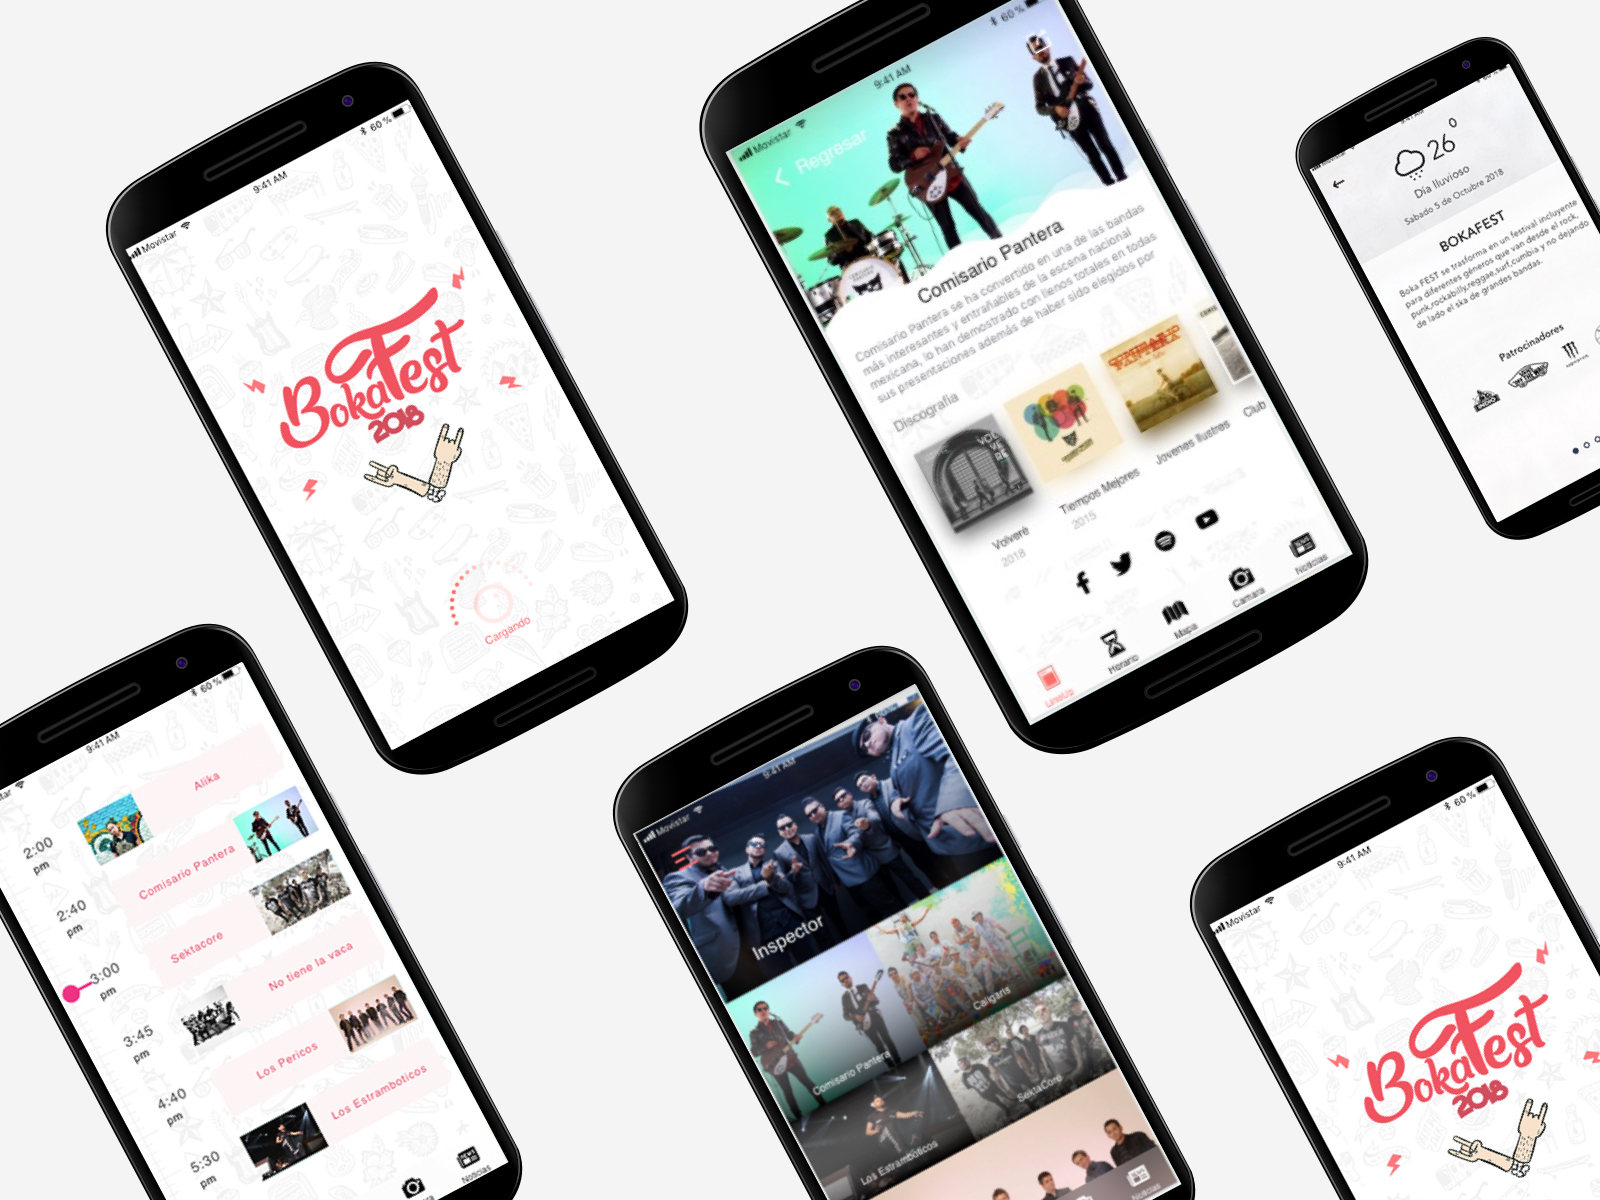 Movistar
9:41 AM
60 %
BokaFest
2018
Cargando
Movistar
9:41 AM
60 %
Regresar
Comisario Pantera
Comisario Pantera se ha convertido en una de las bandas
más interesantes y entrañables de la escena nacional
mexicana, lo han demostrado con llenos totales en todas
sus presentaciones además de haber sido elegidos por
Discografia
VOL
VE
RE
Volveré
2018
Tiempos Mejores
2015
Jovenes Ilustres
Club
LineUp
Horario
Mapa
Camara
Noticias
26
0
Día lluvioso
Sabado 5 de Octubre 2018
BOKAFEST
Boka FEST se trasforma en un festival incluyente
para diferentes géneros que van desde el rock,
punk,rockabilly,reggae,surf,cumbia y no dejando
de lado el ska de grandes bandas.
Patrocinadores
9:41 AM
60 %
2:00 pm
Alika
2:40 pm
Comisario Pantera
3:00 pm
Sektacore
3:45 pm
No tiene la vaca
4:40 pm
Los Pericos
5:30 pm
Los Estramboticos
Noticias
Movistar
9:41 AM
Inspector
Comisario Pantera
Caligaris
Los Estrambóticos
SektaCore
Noticias
Movistar
9:41 AM
60 %
BokaFest
2018